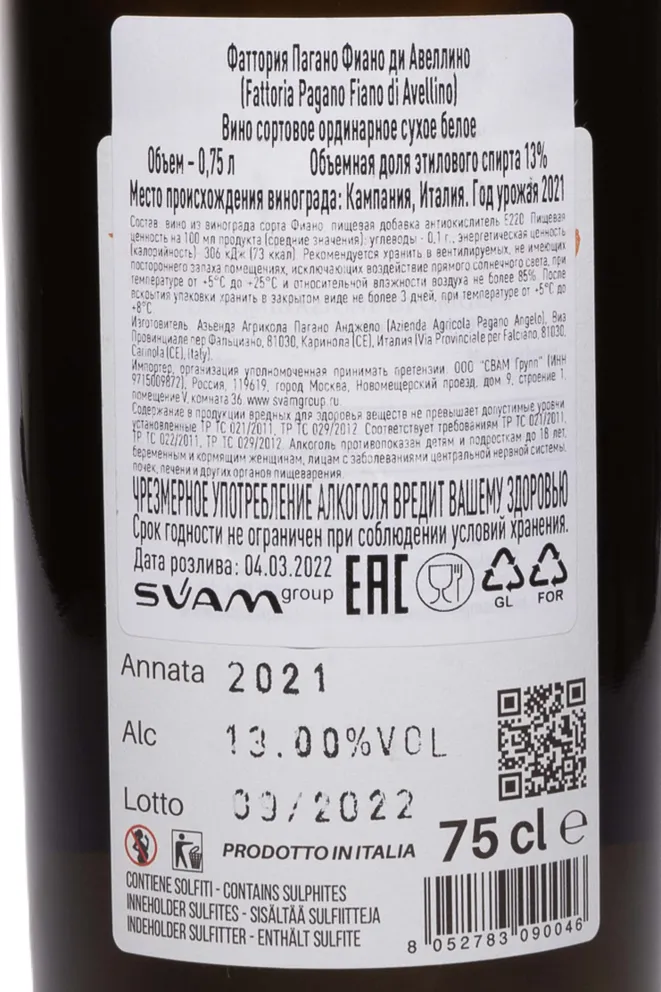 Фаттория Пагано Фиано ди Авеллино
(Fattoria Pagano Fiano di Avellino)
Вино сортовое ординарное сухое белое
Объем - 0,75 л Объемная доля этилового спирта 13%
Место происхождения винограда: Кампания, Италия. Год урожая 2021
Состав: вино из винограда сорта Фиано, пищевая добавка антиокислитель Е220. Пищевая
ценность на 100 мл продукта (средние значения): углеводы - 0,1 г., энергетическая ценность
(калорийность) 306 кДж (73 ккал). Рекомендуется хранить в вентилируемых, не имеющих
постороннего запаха помещениях, исключающих воздействие прямого солнечного света, при
температуре от +5°С до +25°С и относительной влажности воздуха не более 85%. После
вскрытия упаковки хранить в закрытом виде не более 3 дней, при температуре от +5°С до
+8°С.
Изготовитель: Азьенда Агрикола Пагано Анджело (Azienda Agricola Pagano Angelo), Виа
Провинциале пер Фальциано, 81030, Каринола (CE), Италия (Via Provinciale per Falciano, 81030,
Carinola (CE), Italy).
Импортер, организация уполномоченная принимать претензии: ООО "СВАМ Групп" (ИНН
9715009872), Россия, 119619, город Москва, Новомещерский проезд, дом 9, строение 1,
помещение V, комната 36. www.svamgroup.ru
Содержание в продукции вредных для здоровья веществ не превышает допустимые уровни
установленные ТР ТС 021/2011, ТР ТС 029/2012. Соответствует требованиям ТР ТС 021/2011,
ТР ТС 022/2011, ТР ТС 029/2012. Алкоголь противопоказан детям и подросткам до 18 лет,
беременным и кормящим женщинам, лицам с заболеваниями центральной нервной системы,
почек, печени и других органов пищеварения.
ЧРЕЗМЕРНОЕ УПОТРЕБЛЕНИЕ АЛКОГОЛЯ ВРЕДИТ ВАШЕМУ ЗДОРОВЬЮ
Срок годности не ограничен при соблюдении условий хранения.
Дата розлива: 04.03.2022
SVAM group EAC GL FOR
Annata 2021
Alc 13.00%VOL
Lotto 09/2022
PRODOTTO IN ITALIA 75 cl e
CONTIENE SOLFITI - CONTAINS SULPHITES
INNEHOLDER SULFITES - SISÄLTÄÄ SULFIITTEJA
INDEHOLDER SULFITTER - ENTHÄLT SULFITE
8 052783 090046